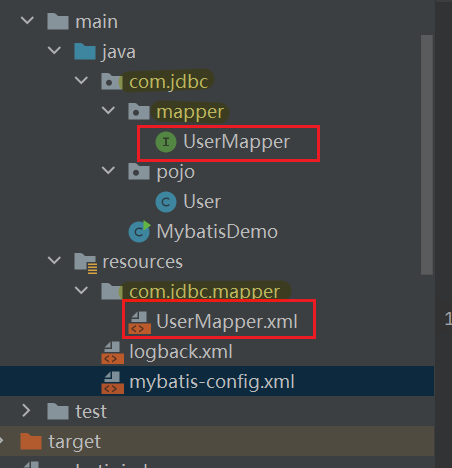 main
java
com.jdbc
mapper
UserMapper
pojo
User
MybatisDemo
resources
com.jdbc.mapper
UserMapper.xml
logback.xml
mybatis-config.xml
test
target